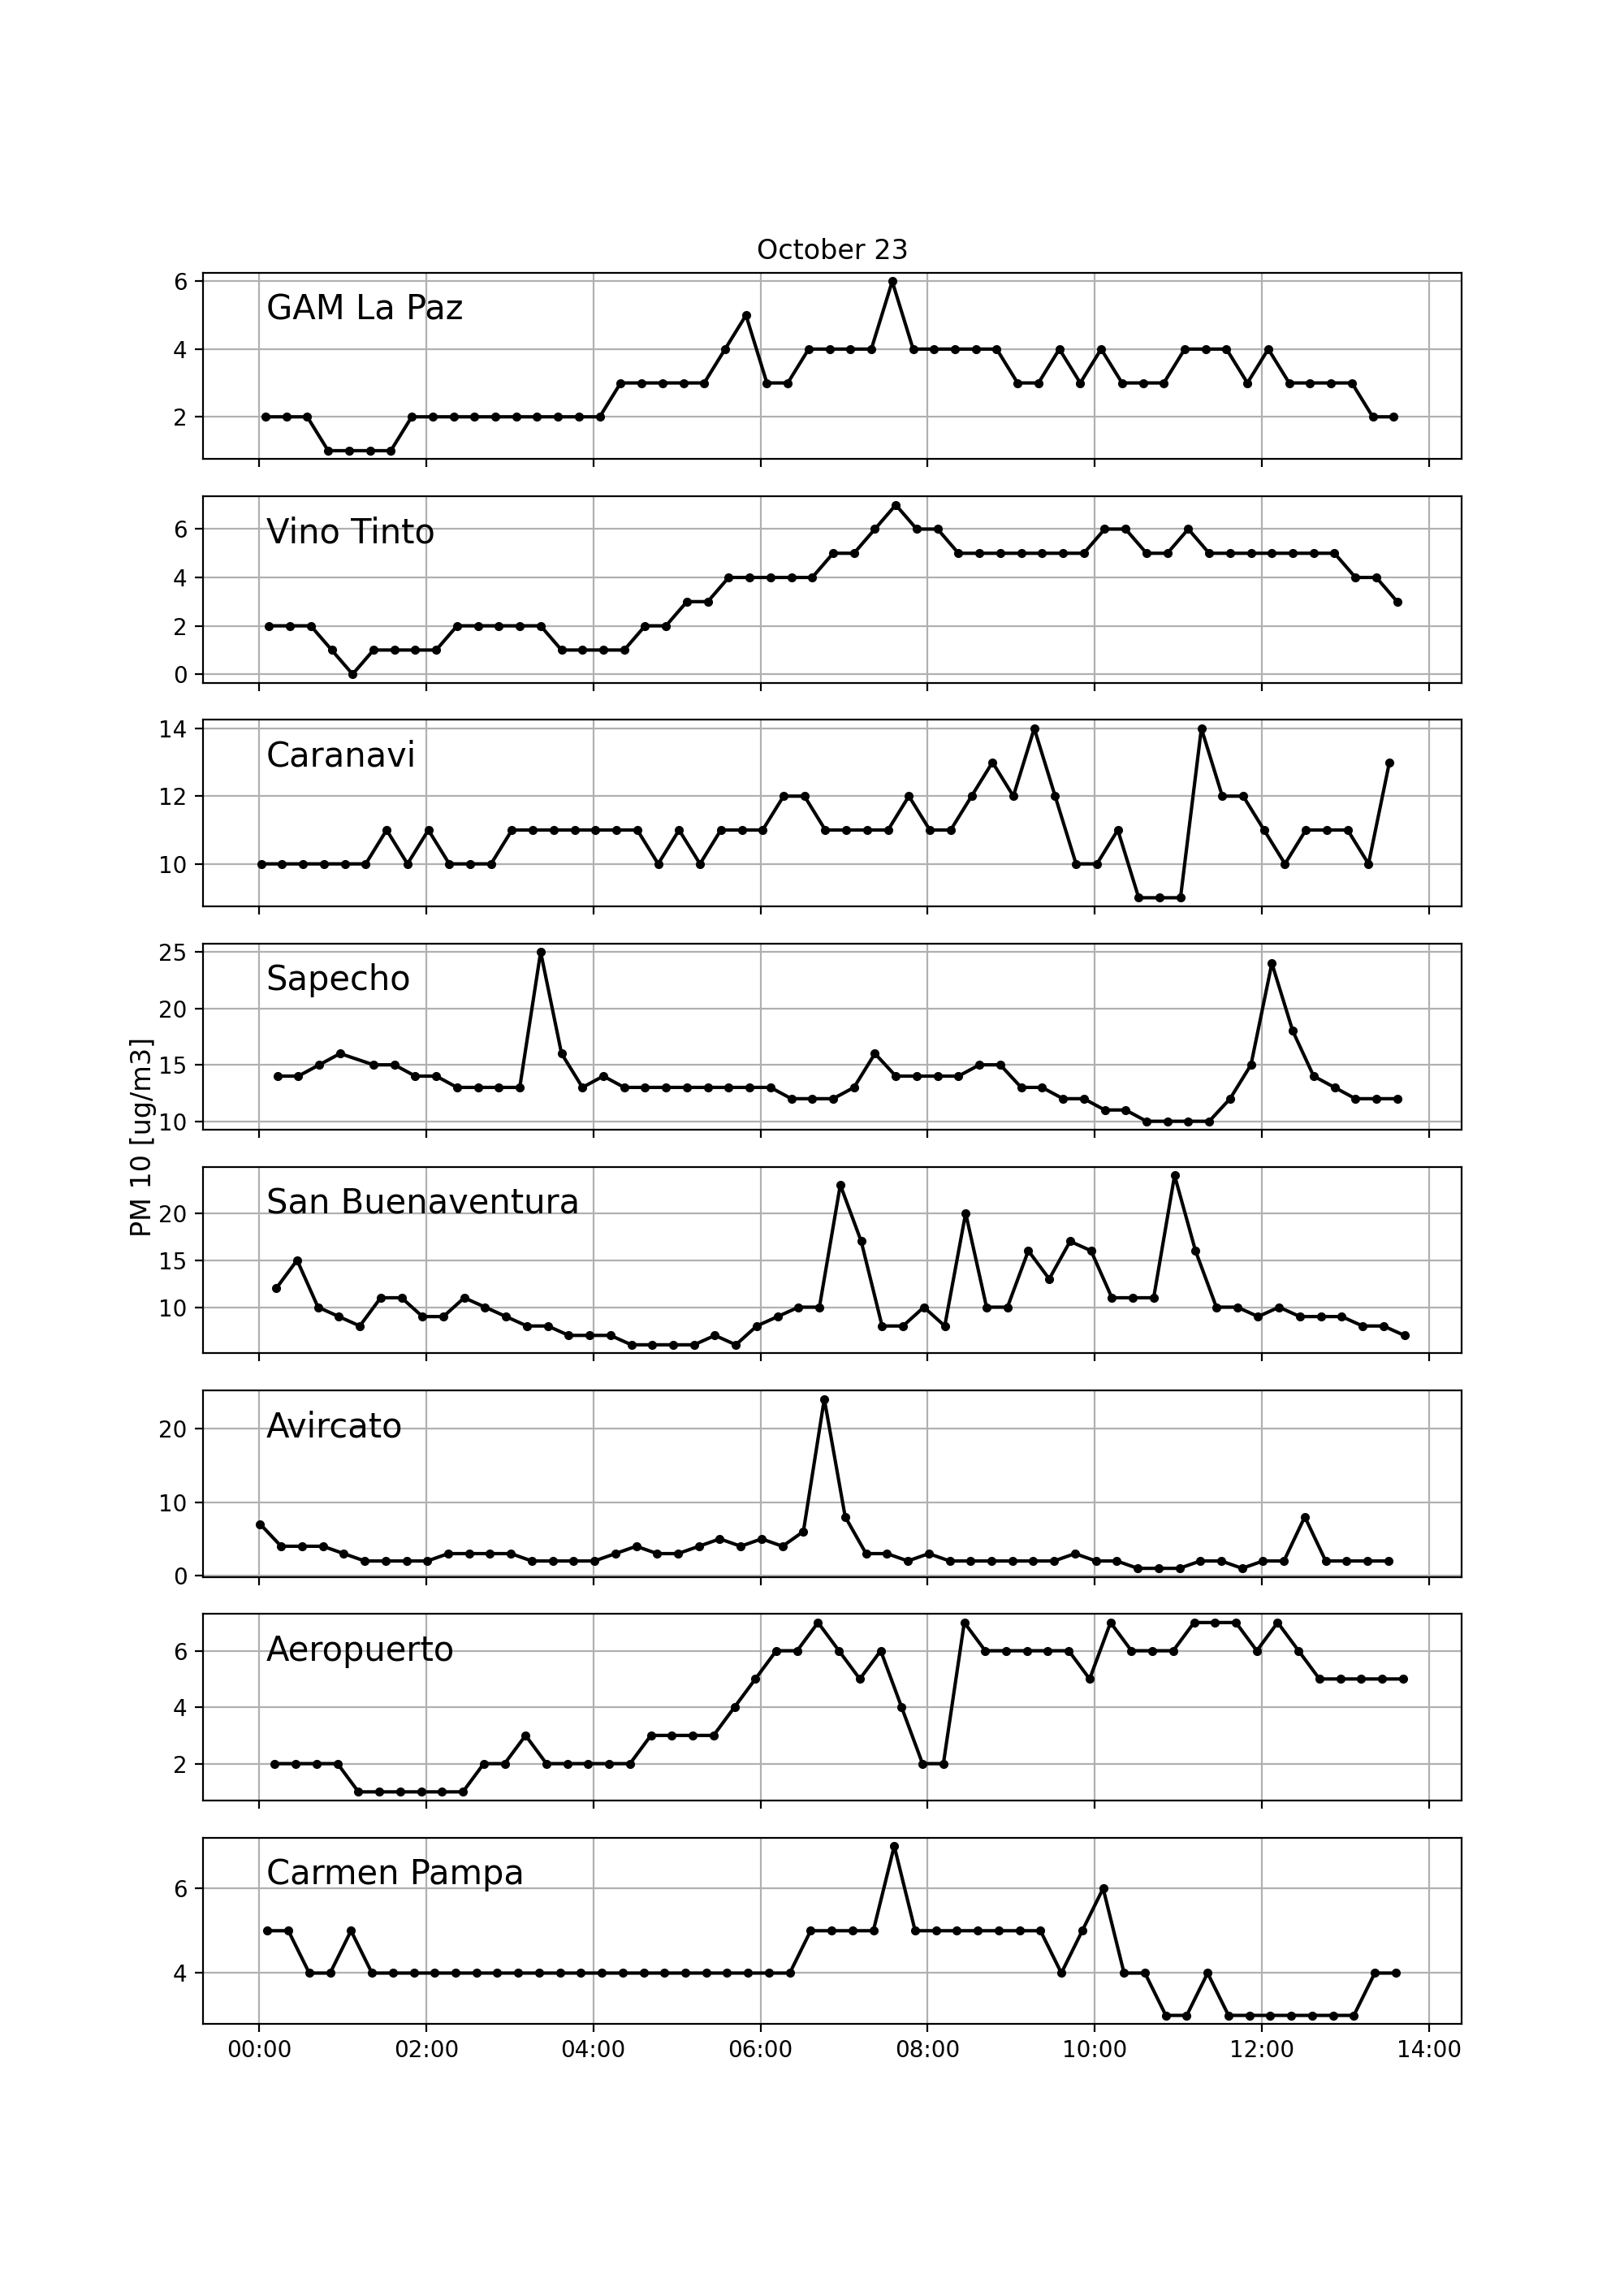 October 23
PM 10 [ug/m3]
GAM La Paz
6
4
2
Vino Tinto
6
4
2
0
Caranavi
14
12
10
Sapecho
25
20
15
10
San Buenaventura
20
15
10
Avircato
20
10
0
Aeropuerto
6
4
2
Carmen Pampa
6
4
00:00 02:00 04:00 06:00 08:00 10:00 12:00 14:00